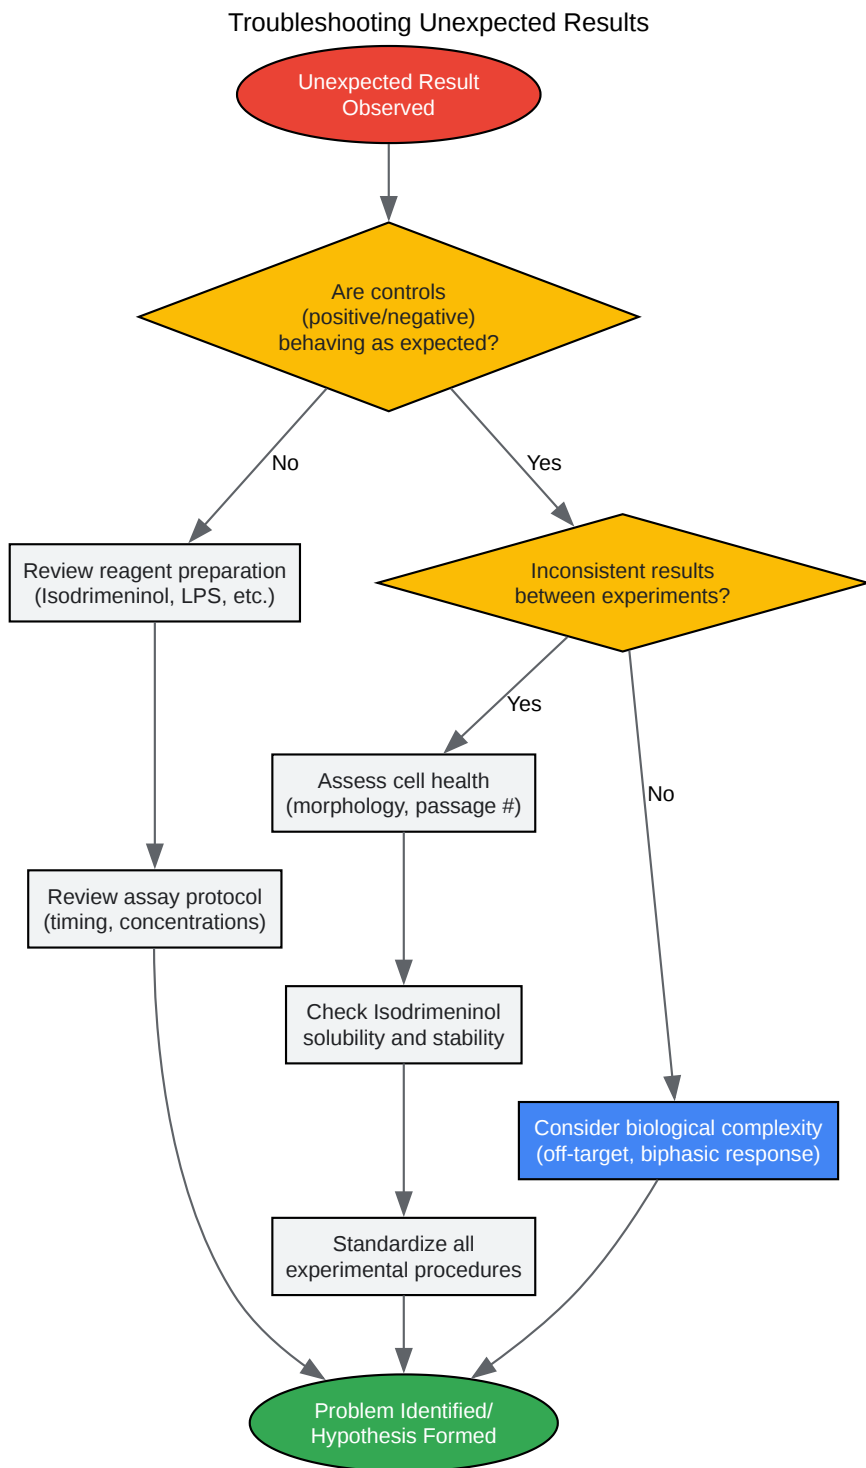 Troubleshooting Unexpected Results
Unexpected Result
Observed
Are controls
(positive/negative)
behaving as expected?
No
Yes
Review reagent preparation
(Isodrimeninol, LPS, etc.)
Inconsistent results
between experiments?
Yes
No
Assess cell health
(morphology, passage #)
Review assay protocol
(timing, concentrations)
Check Isodrimeninol
solubility and stability
Consider biological complexity
(off-target, biphasic response)
Standardize all
experimental procedures
Problem Identified/
Hypothesis Formed